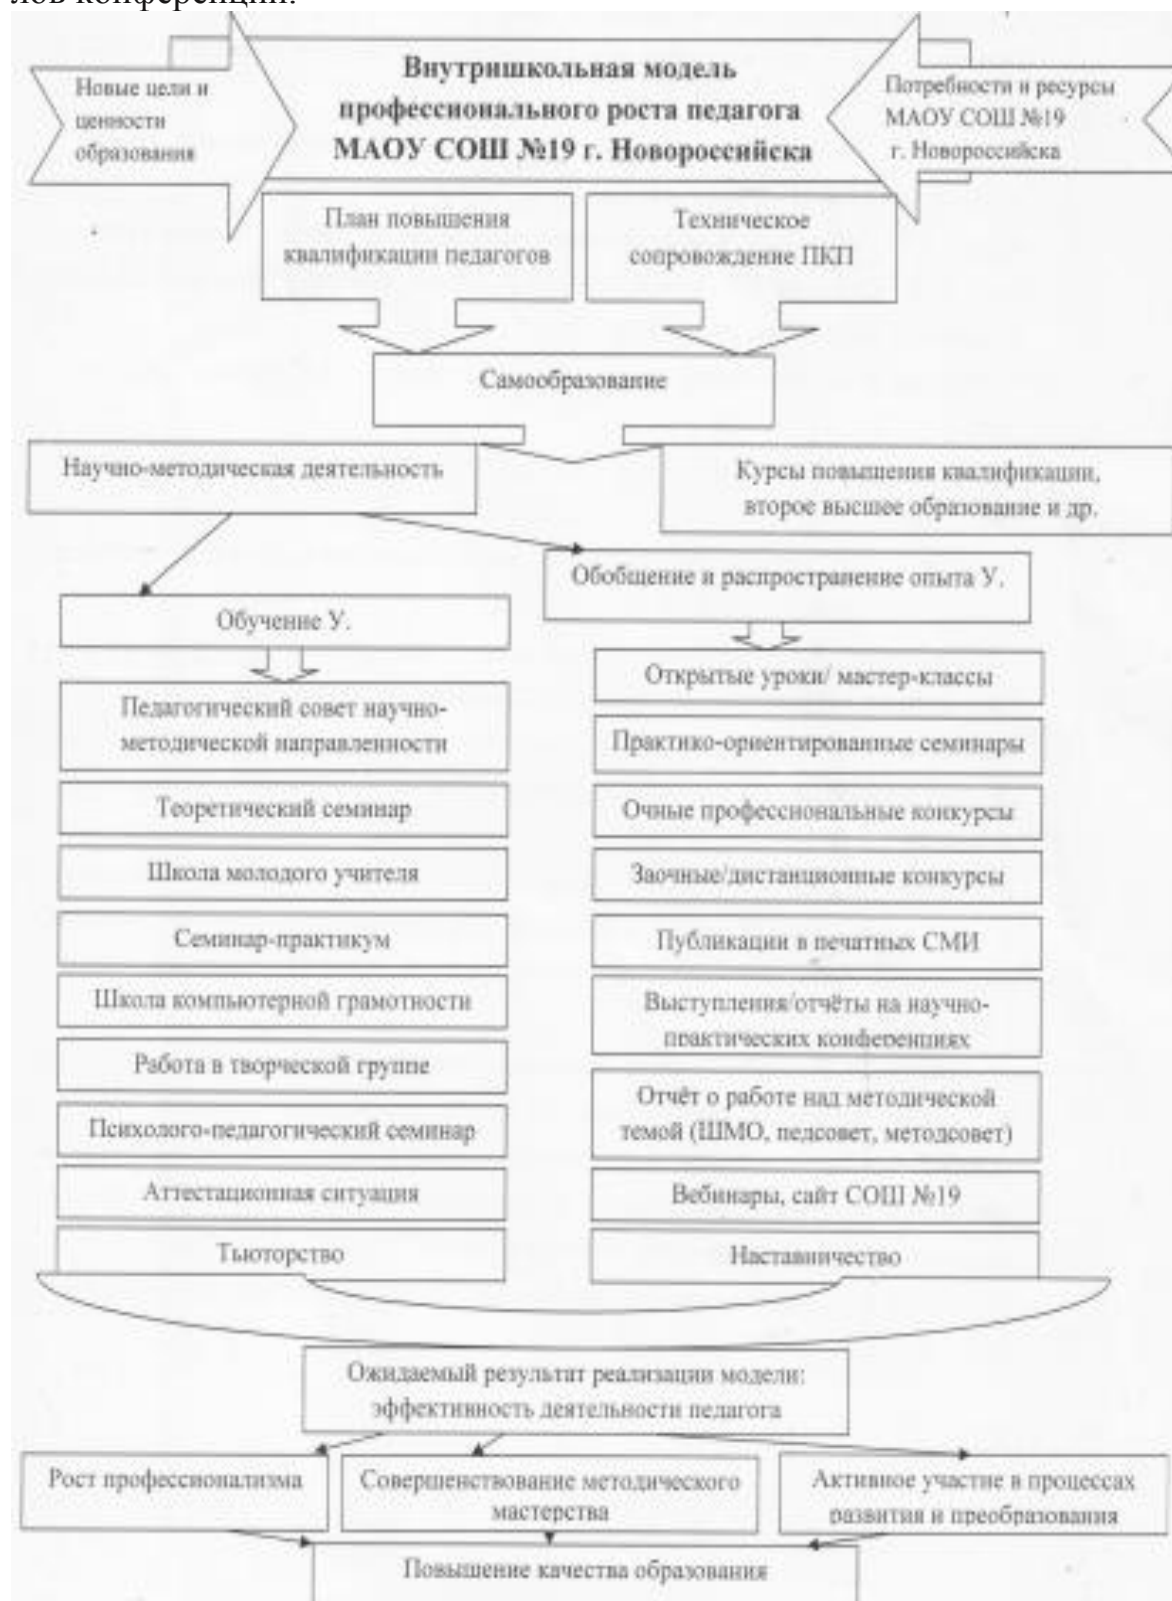 лов конференции.
Новые цели и
ценности
образования
Внутришкольная модель
профессионального роста педагога
МАОУ СОШ №19 г. Новороссийска
Потребности и ресурсы
МАОУ СОШ №19
г. Новороссийска
План повышения
квалификации педагогов
Техническое
сопровождение ПКП
Самообразование
Научно-методическая деятельность
Курсы повышения квалификации,
второе высшее образование и др.
Обучение У.
Педагогический совет научно-
методической направленности
Теоретический семинар
Школа молодого учителя
Семинар-практикум
Школа компьютерной грамотности
Работа в творческой группе
Психолого-педагогический семинар
Аттестационная ситуация
Тьюторство
Обобщение и распространение опыта У.
Открытые уроки/ мастер-классы
Практико-ориентированные семинары
Очные профессиональные конкурсы
Заочные/дистанционные конкурсы
Публикации в печатных СМИ
Выступления/отчёты на научно-
практических конференциях
Отчёт о работе над методической
темой (ШМО, педсовет, методсовет)
Вебинары, сайт СОШ №19
Наставничество
Ожидаемый результат реализации модели:
эффективность деятельности педагога
Рост профессионализма
Совершенствование методического
мастерства
Активное участие в процессах
развития и преобразования
Повышение качества образования